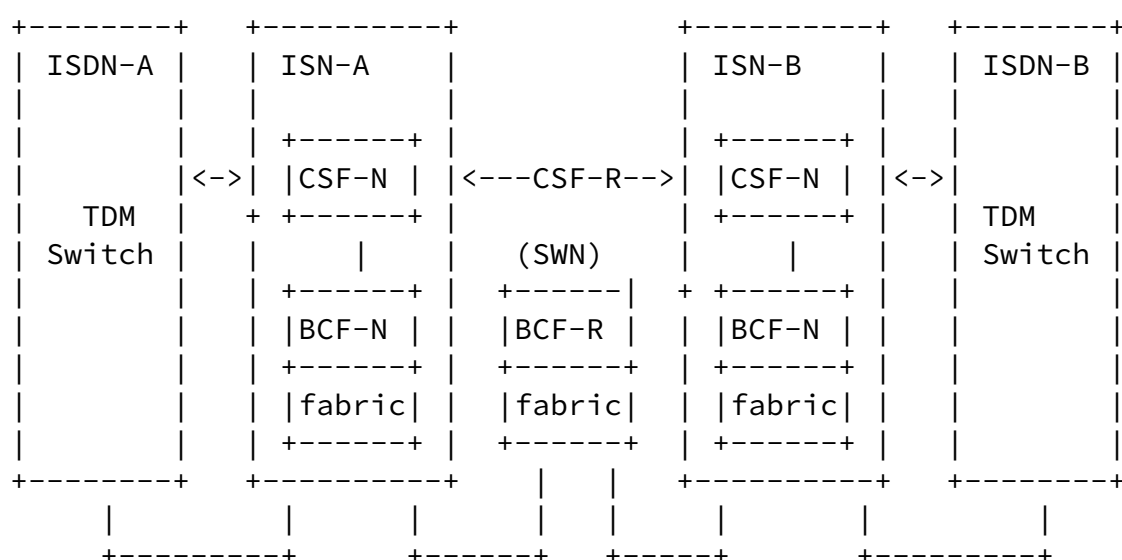 ISDN-A ISN-A ISN-B ISDN-B
CSF-N <---CSF-R---> CSF-N
<-> <->
TDM TDM
Switch (SWN) Switch
BCF-N BCF-R BCF-N
fabric fabric fabric